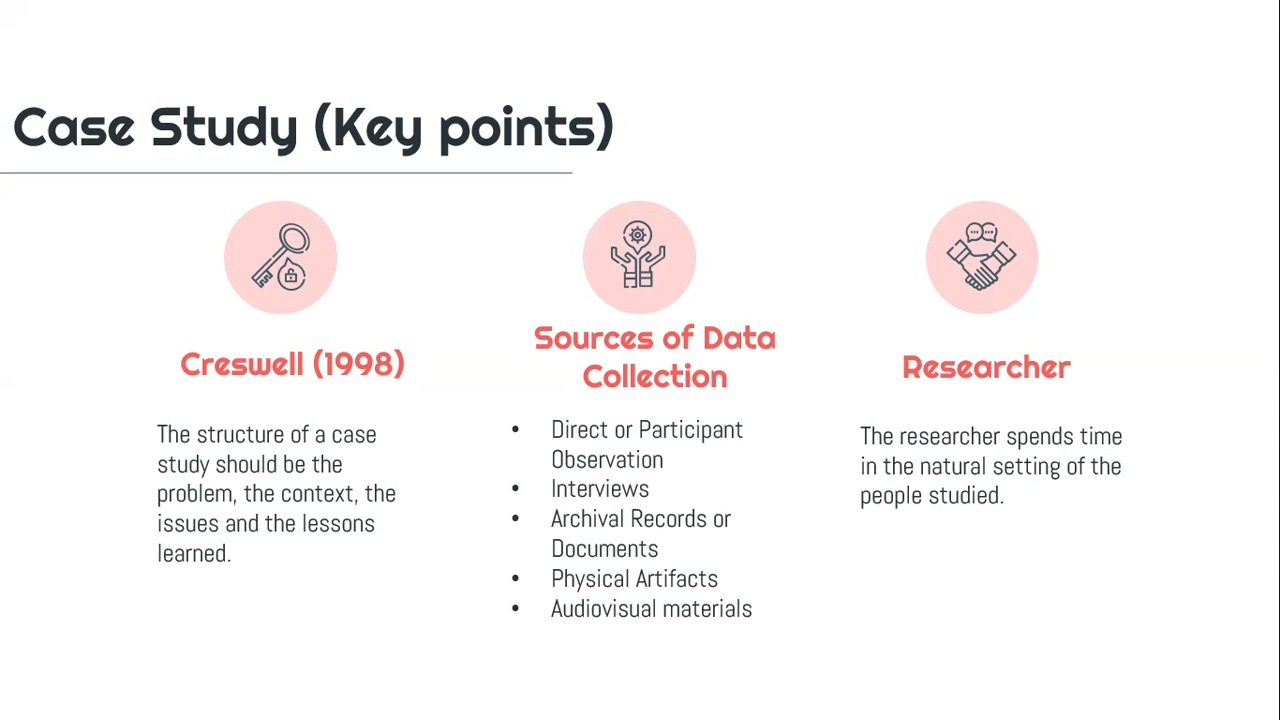 Case Study (Key points)
Creswell (1998)
The structure of a case
study should be the
problem, the context, the
issues and the lessons
learned.
Sources of Data
Collection
• Direct or Participant
Observation
• Interviews
• Archival Records or
Documents
• Physical Artifacts
• Audiovisual materials
Researcher
The researcher spends time
in the natural setting of the
people studied.